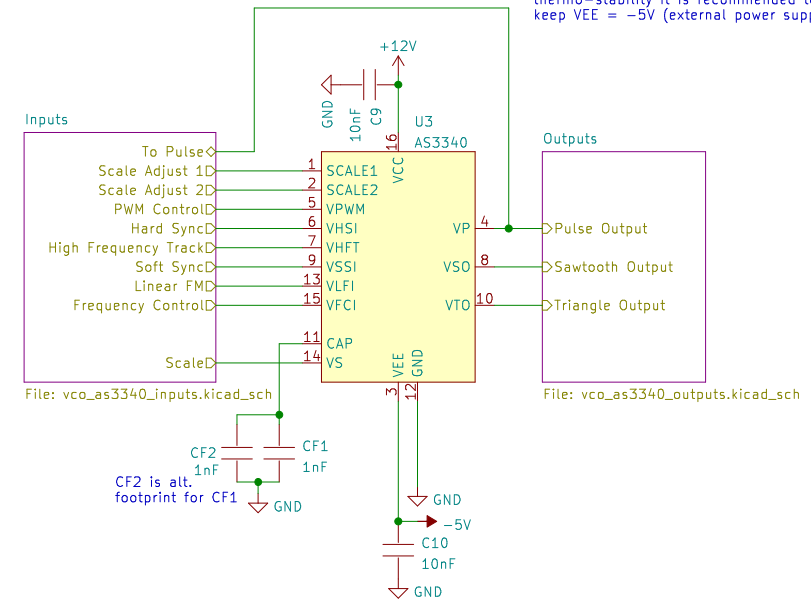 thermo-stability it is recommended to
keep VEE = -5V (external power supp
+12V
GND
10nF
C9
Inputs
U3
AS3340
Outputs
16
VCC
To Pulse
Scale Adjust 1
1
SCALE1
Scale Adjust 2
2
SCALE2
PWM Control
5
VPWM
Hard Sync
6
VHSI
VP
4
Pulse Output
High Frequency Track
7
VHFT
Soft Sync
9
VSSI
VSO
8
Sawtooth Output
Linear FM
13
VLFI
Frequency Control
15
VFCI
VTO
10
Triangle Output
11
CAP
Scale
14
VS
VEE
GND
3
12
File: vco_as3340_inputs.kicad_sch
File: vco_as3340_outputs.kicad_sch
CF2
1nF
CF1
1nF
CF2 is alt.
footprint for CF1
GND
GND
-5V
C10
10nF
GND